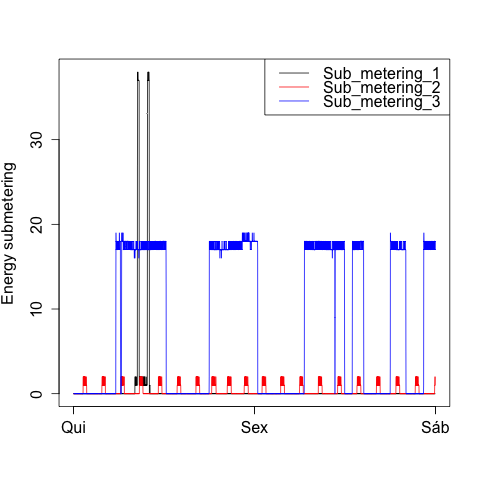 Sub_metering_1
Sub_metering_2
Sub_metering_3
Energy submetering
30
20
10
0
Qui
Sex
Sáb